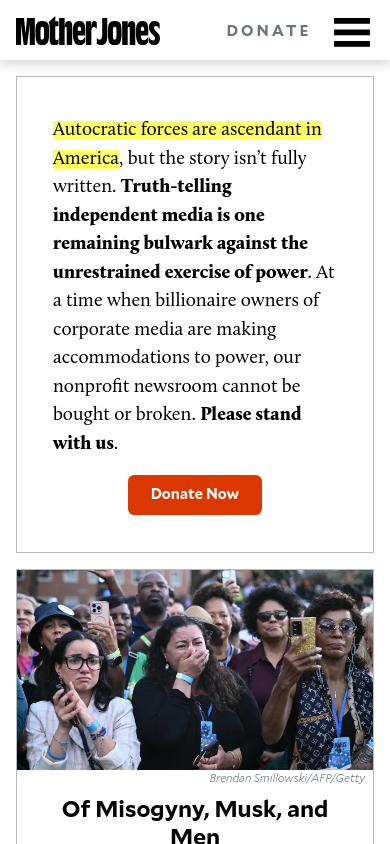 Mother Jones
DONATE
Autocratic forces are ascendant in
America, but the story isn’t fully
written. Truth-telling
independent media is one
remaining bulwark against the
unrestrained exercise of power. At
a time when billionaire owners of
corporate media are making
accommodations to power, our
nonprofit newsroom cannot be
bought or broken. Please stand
with us.
Donate Now
Brendan Smillowski/AFP/Getty
Of Misogyny, Musk, and
Men